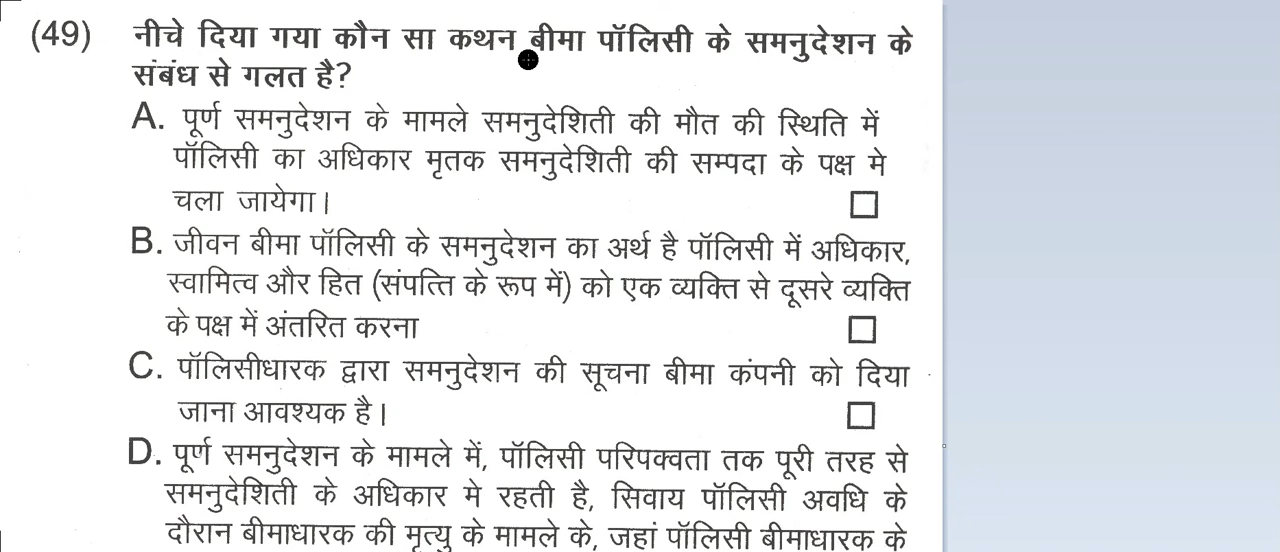 (49) नीचे दिया गया कौन सा कथन बीमा पॉलिसी के समनुदेशन के
संबंध से गलत है?
A. पूर्ण समनुदेशन के मामले समनुदेशिती की मौत की स्थिति में
पॉलिसी का अधिकार मृतक समनुदेशिती की सम्पदा के पक्ष मे
चला जायेगा।
B. जीवन बीमा पॉलिसी के समनुदेशन का अर्थ है पॉलिसी में अधिकार,
स्वामित्व और हित (संपत्ति के रूप में) को एक व्यक्ति से दूसरे व्यक्ति
के पक्ष में अंतरित करना
C. पॉलिसीधारक द्वारा समनुदेशन की सूचना बीमा कंपनी को दिया
जाना आवश्यक है।
D. पूर्ण समनुदेशन के मामले में, पॉलिसी परिपक्वता तक पूरी तरह से
समनुदेशिती के अधिकार मे रहती है, सिवाय पॉलिसी अवधि के
दौरान बीमाधारक की मृत्यु के मामले के, जहां पॉलिसी बीमाधारक के